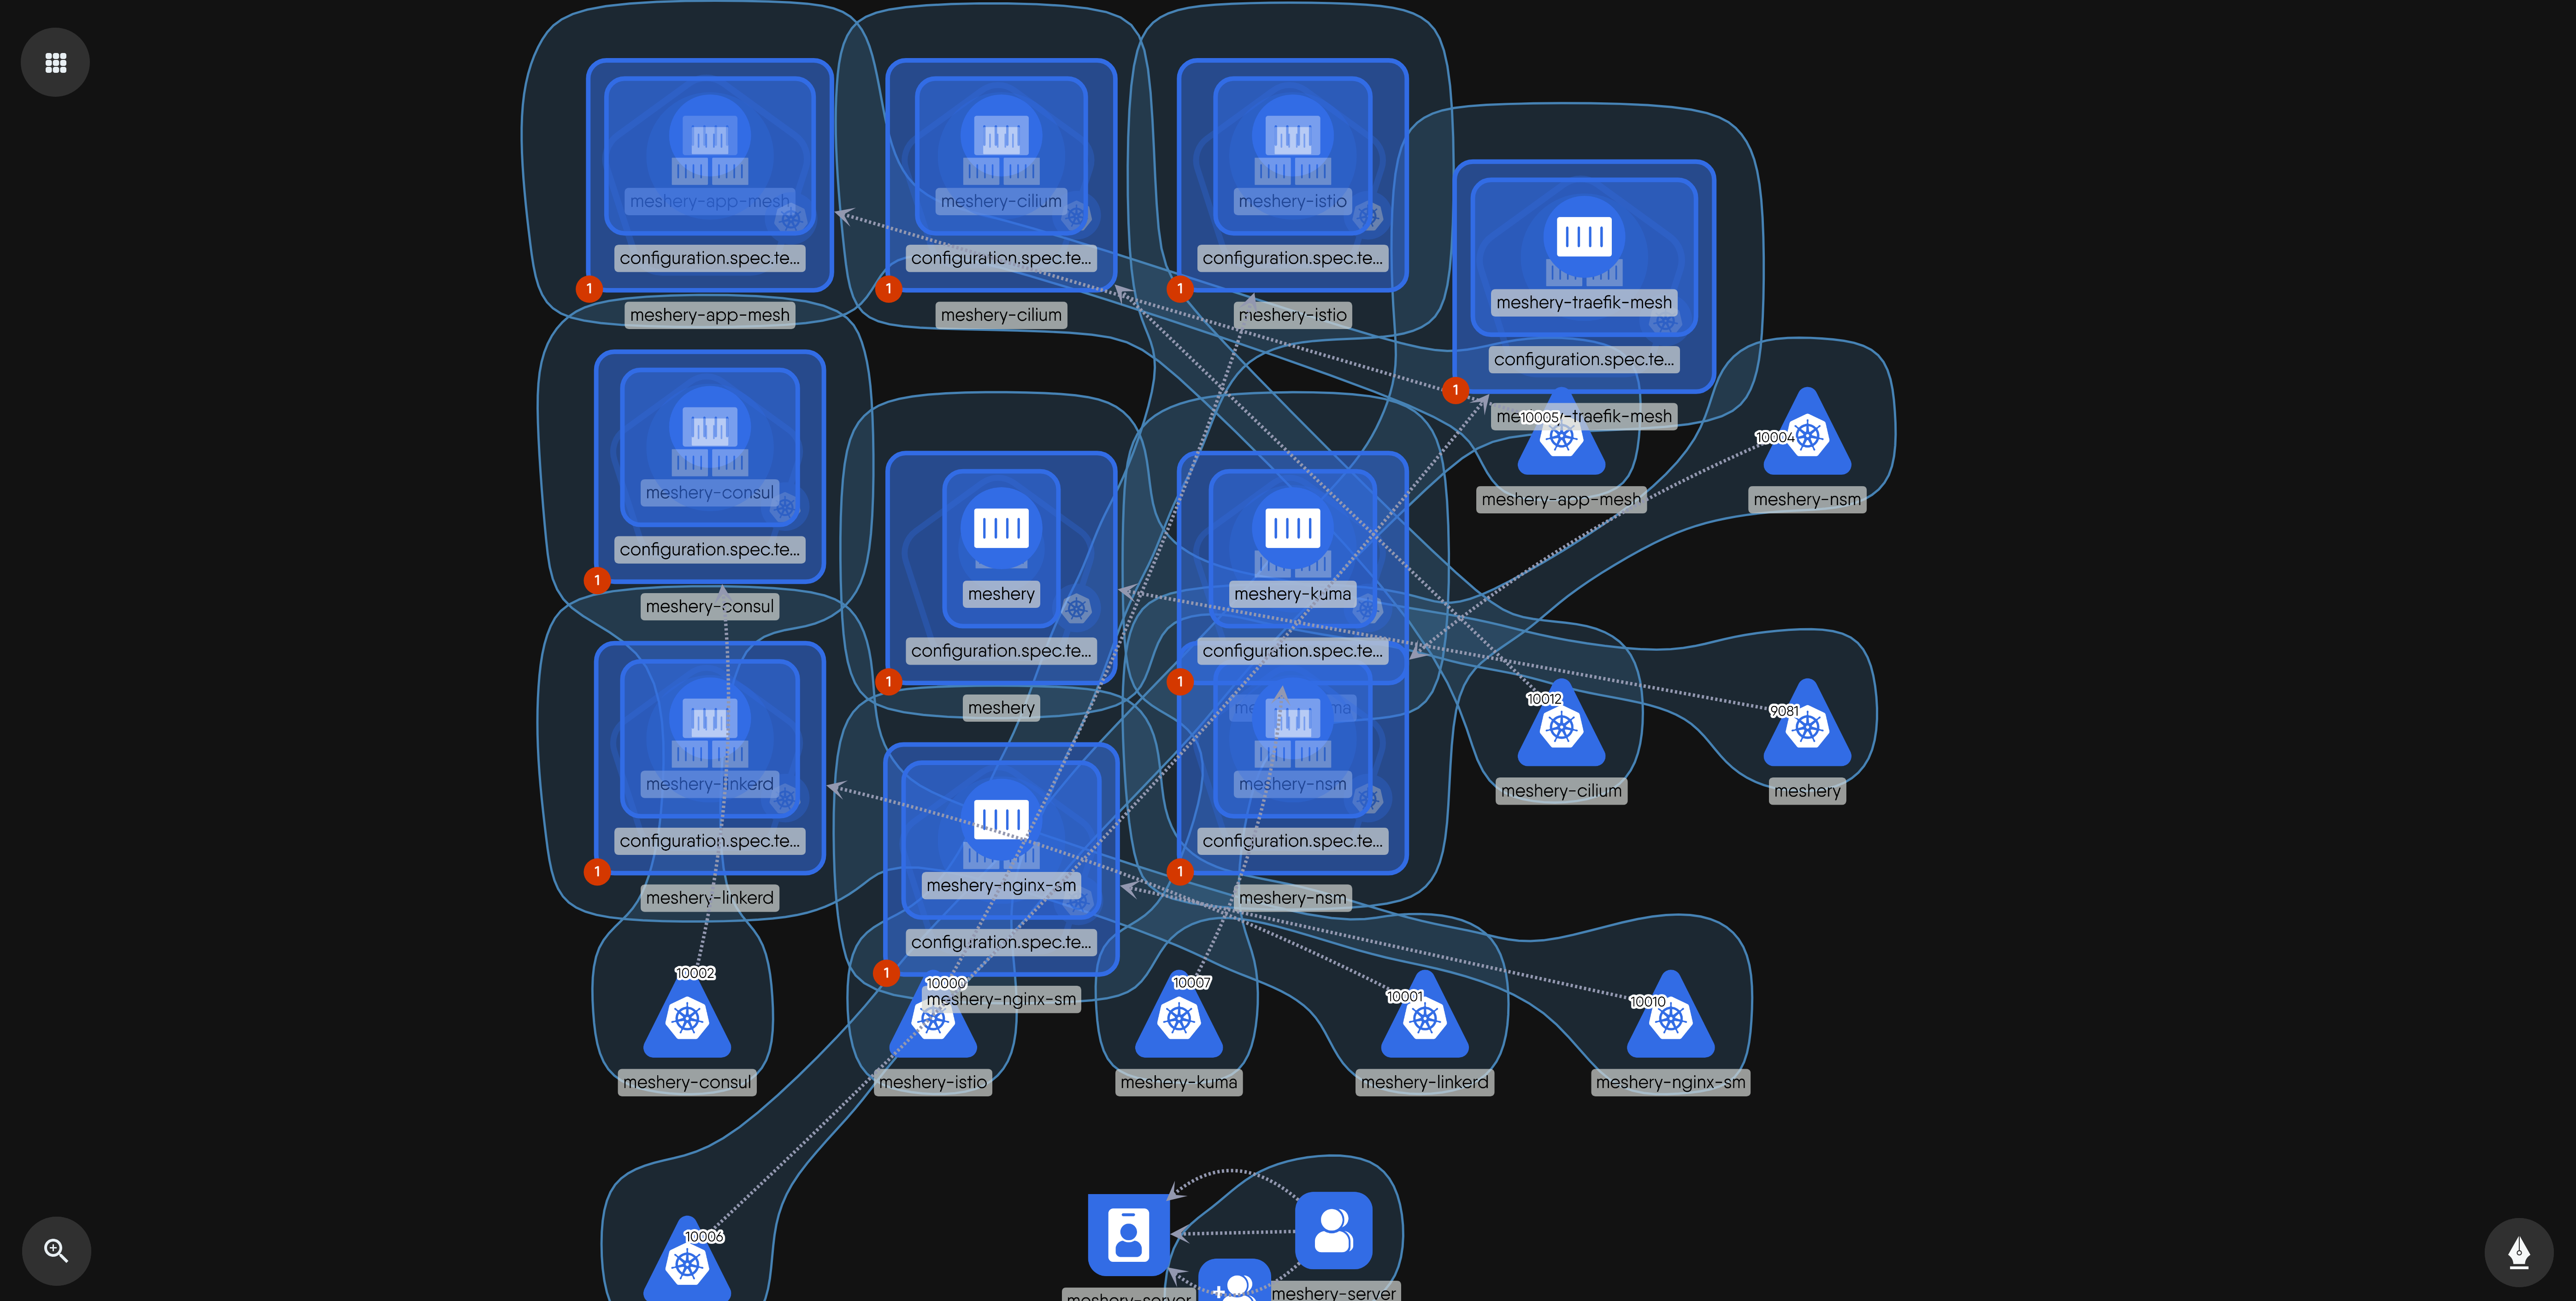 meshery-app-mesh
configuration.spec.te...
1
meshery-app-mesh
meshery-cilium
configuration.spec.te...
1
meshery-cilium
meshery-istio
configuration.spec.te...
1
meshery-istio
meshery-traefik-mesh
configuration.spec.te...
1
-traefik-mesh
10005
meshery-app-mesh
10004
meshery-nsm
meshery-consul
configuration.spec.te...
1
meshery-consul
meshery
configuration.spec.te...
1
meshery
meshery-kuma
configuration.spec.te...
1
meshery-nsm
configuration.spec.te...
1
meshery-nsm
10012
meshery-cilium
9081
meshery
meshery-linkerd
configuration.spec.te...
1
meshery-linkerd
meshery-nginx-sm
configuration.spec.te...
1
meshery-nginx-sm
10002
meshery-consul
10000
meshery-istio
10007
meshery-kuma
10001
meshery-linkerd
10010
meshery-nginx-sm
10006
meshery-server
meshery-server